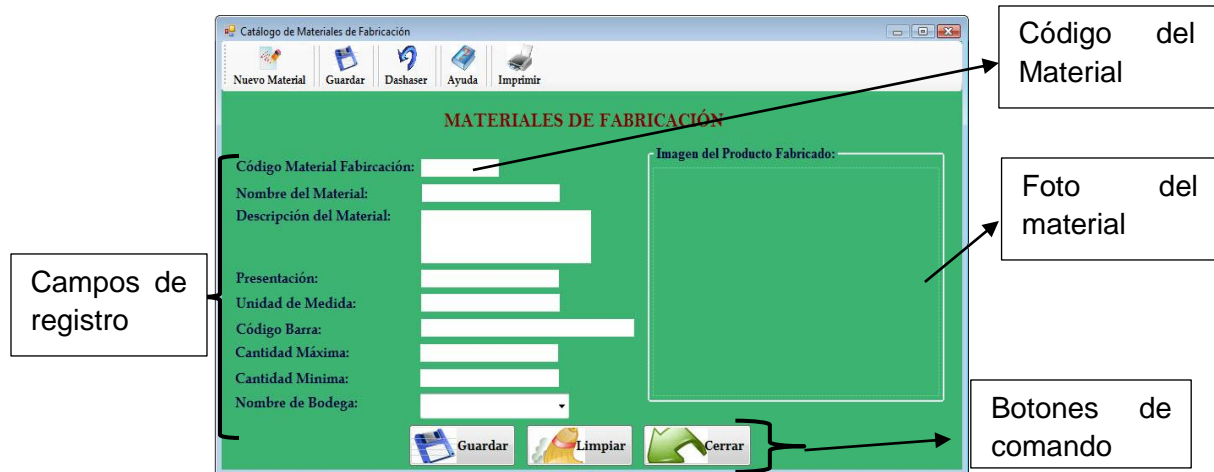 Catálogo de Materiales de Fabricación
Nuevo Material Guardar Dashaser Ayuda Imprimir
MATERIALES DE FABRICACIÓN
Código Material Fabircación:
Nombre del Material:
Descripción del Material:
Presentación:
Unidad de Medida:
Código Barra:
Cantidad Máxima:
Cantidad Minima:
Nombre de Bodega:
Imagen del Producto Fabricado:
Guardar Limpiar Cerrar
Campos de
registro
Código del
Material
Foto del
material
Botones de
comando